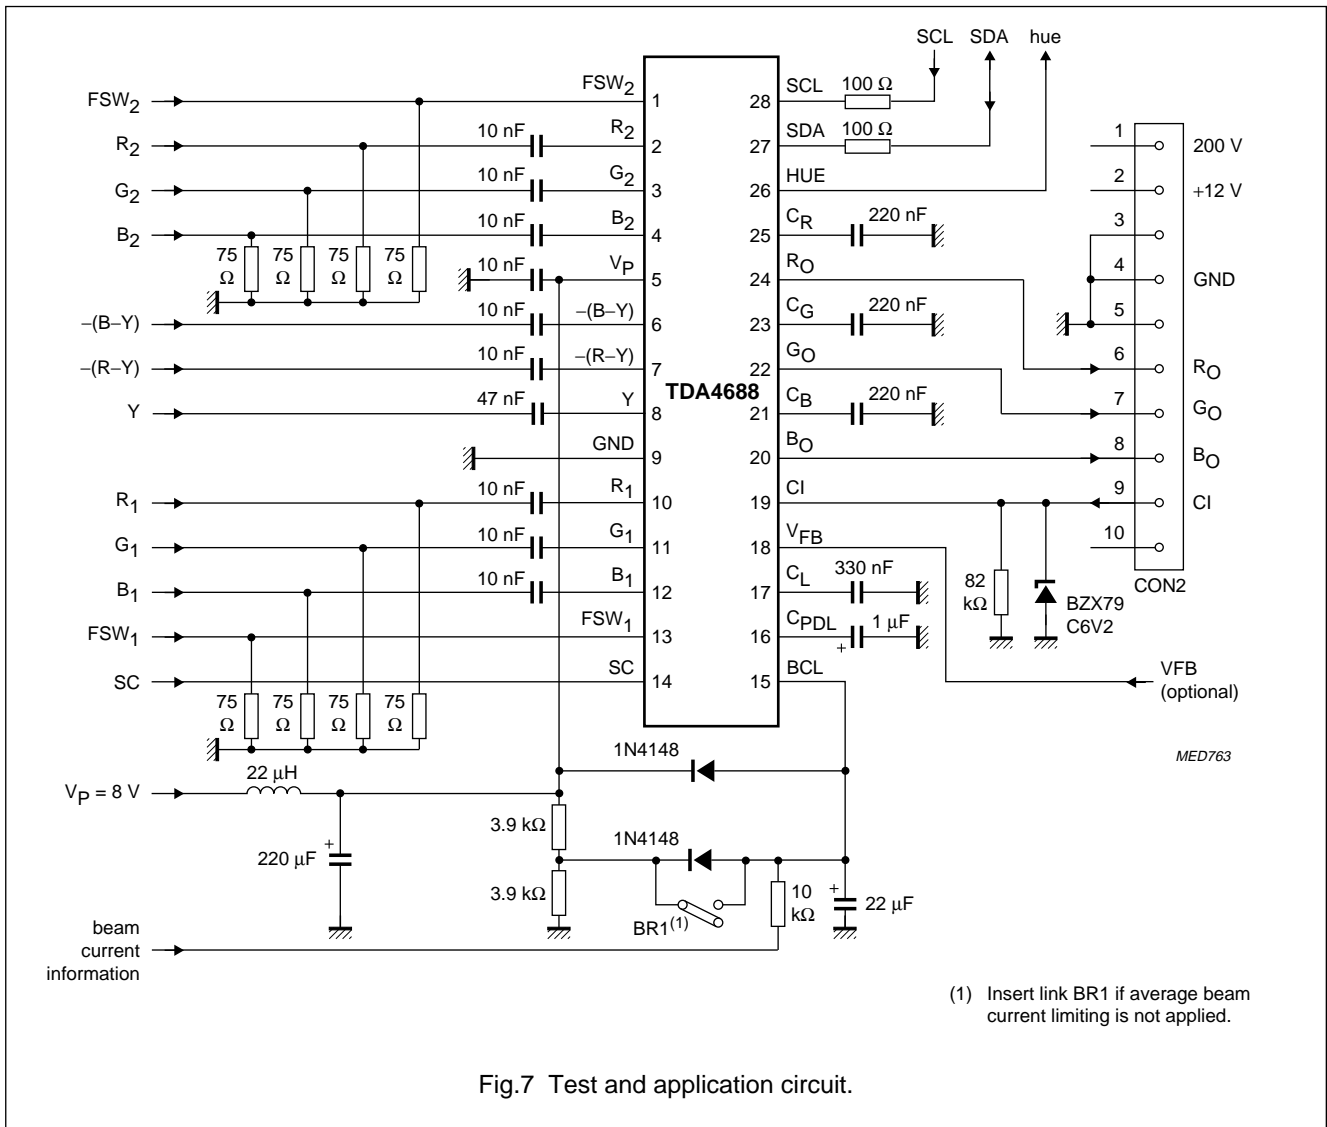 SCL SDA hue
FSW2 FSW2 1 28 SCL 100 Ω
R2 10 nF R2 2 27 SDA 100 Ω 1 200 V
G2 10 nF G2 3 26 HUE 2 +12 V
B2 10 nF B2 4 25 CR 220 nF 3
75 Ω 75 Ω 75 Ω 75 Ω
10 nF VP 5 24 RO 4 GND
–(B–Y) 10 nF –(B–Y) 6 23 CG 220 nF 5
–(R–Y) 10 nF –(R–Y) 7 22 GO 6 RO
TDA4688
Y 47 nF Y 8 21 CB 220 nF 7 GO
GND 9 20 BO 8 BO
R1 10 nF R1 10 19 CI 9 CI
G1 10 nF G1 11 18 VFB 10
B1 10 nF B1 12 17 CL 330 nF
82 kΩ
BZX79
C6V2
CON2
FSW1 FSW1 13 16 CPDL + 1 μF
SC SC 14 15 BCL
VFB
(optional)
75 Ω 75 Ω 75 Ω 75 Ω
1N4148
MED763
VP = 8 V 22 μH
3.9 kΩ
1N4148
220 μF +
3.9 kΩ
BR1(1)
10 kΩ
+ 22 μF
beam
current
information
(1) Insert link BR1 if average beam
current limiting is not applied.
Fig.7 Test and application circuit.